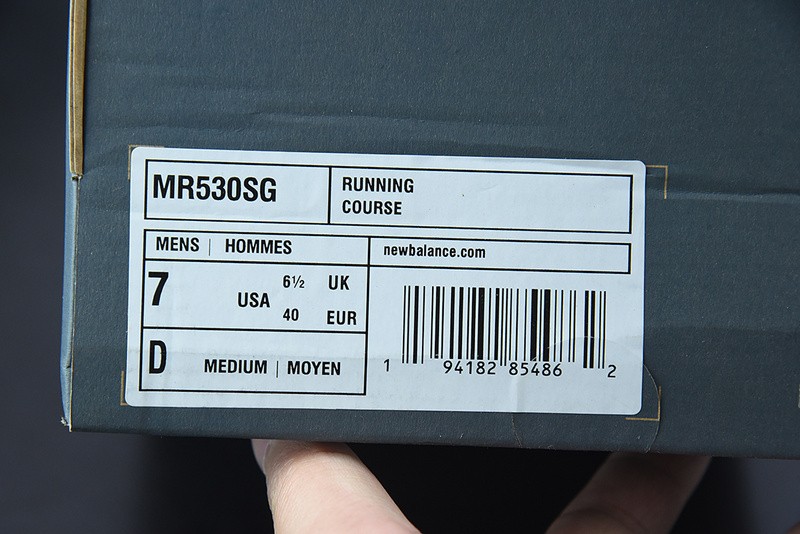 MR530SG
RUNNING
COURSE
MENS | HOMMES
newbalance.com
7 USA 6½ UK
40 EUR
D MEDIUM | MOYEN
1 94182 85486 2